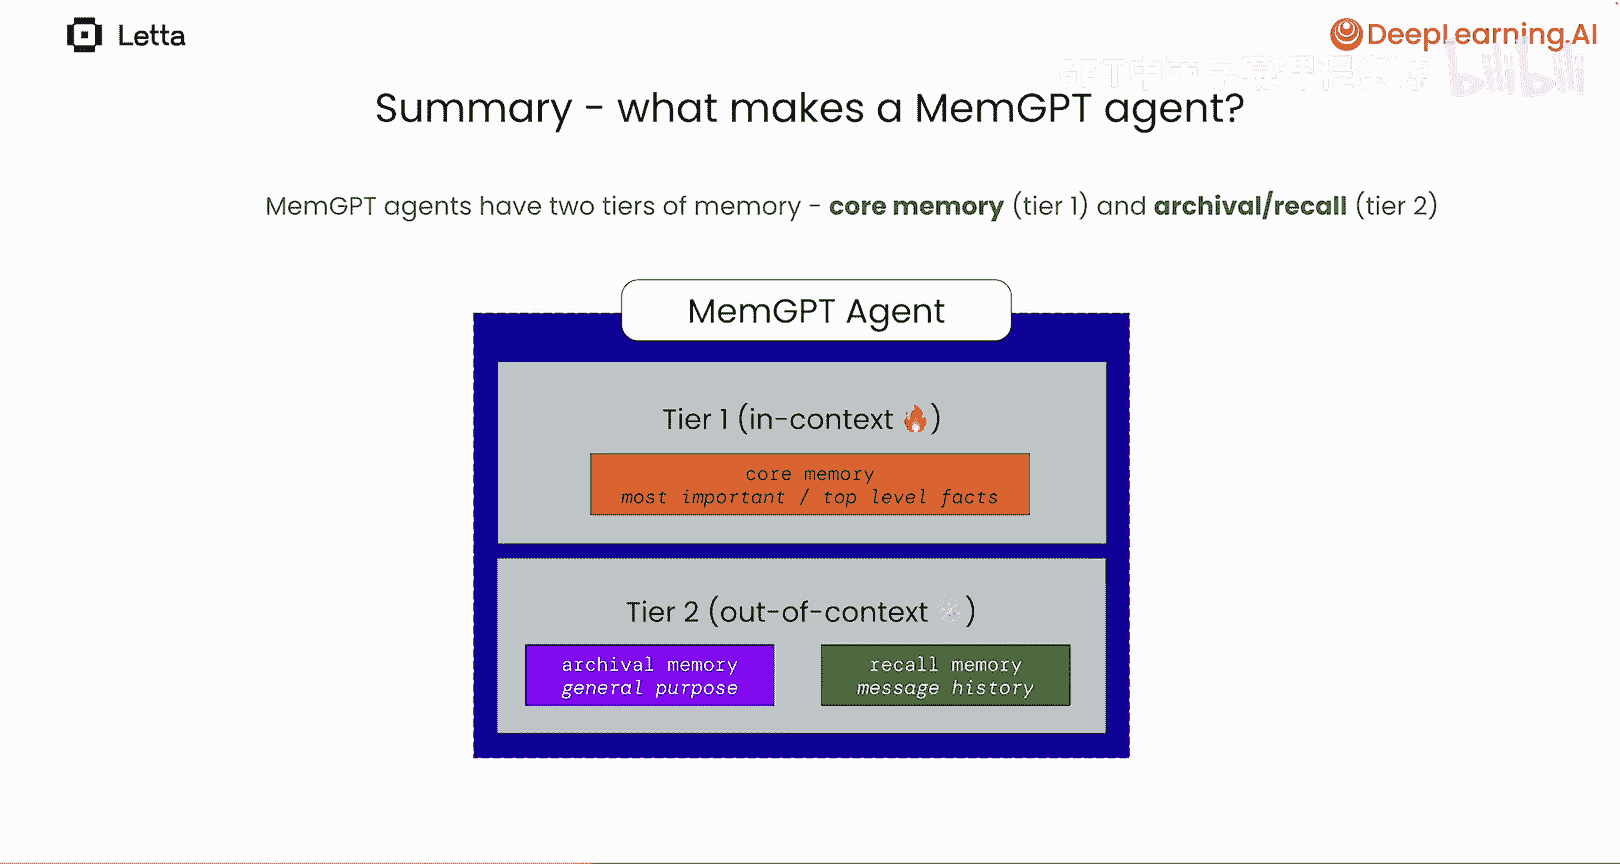 Letta
DeepLearning.AI
bilibili
Summary - what makes a MemGPT agent?
MemGPT agents have two tiers of memory - core memory (tier 1) and archival/recall (tier 2)
MemGPT Agent
Tier 1 (in-context 🔥)
core memory
most important / top level facts
Tier 2 (out-of-context ✳️)
archival memory
general purpose
recall memory
message history